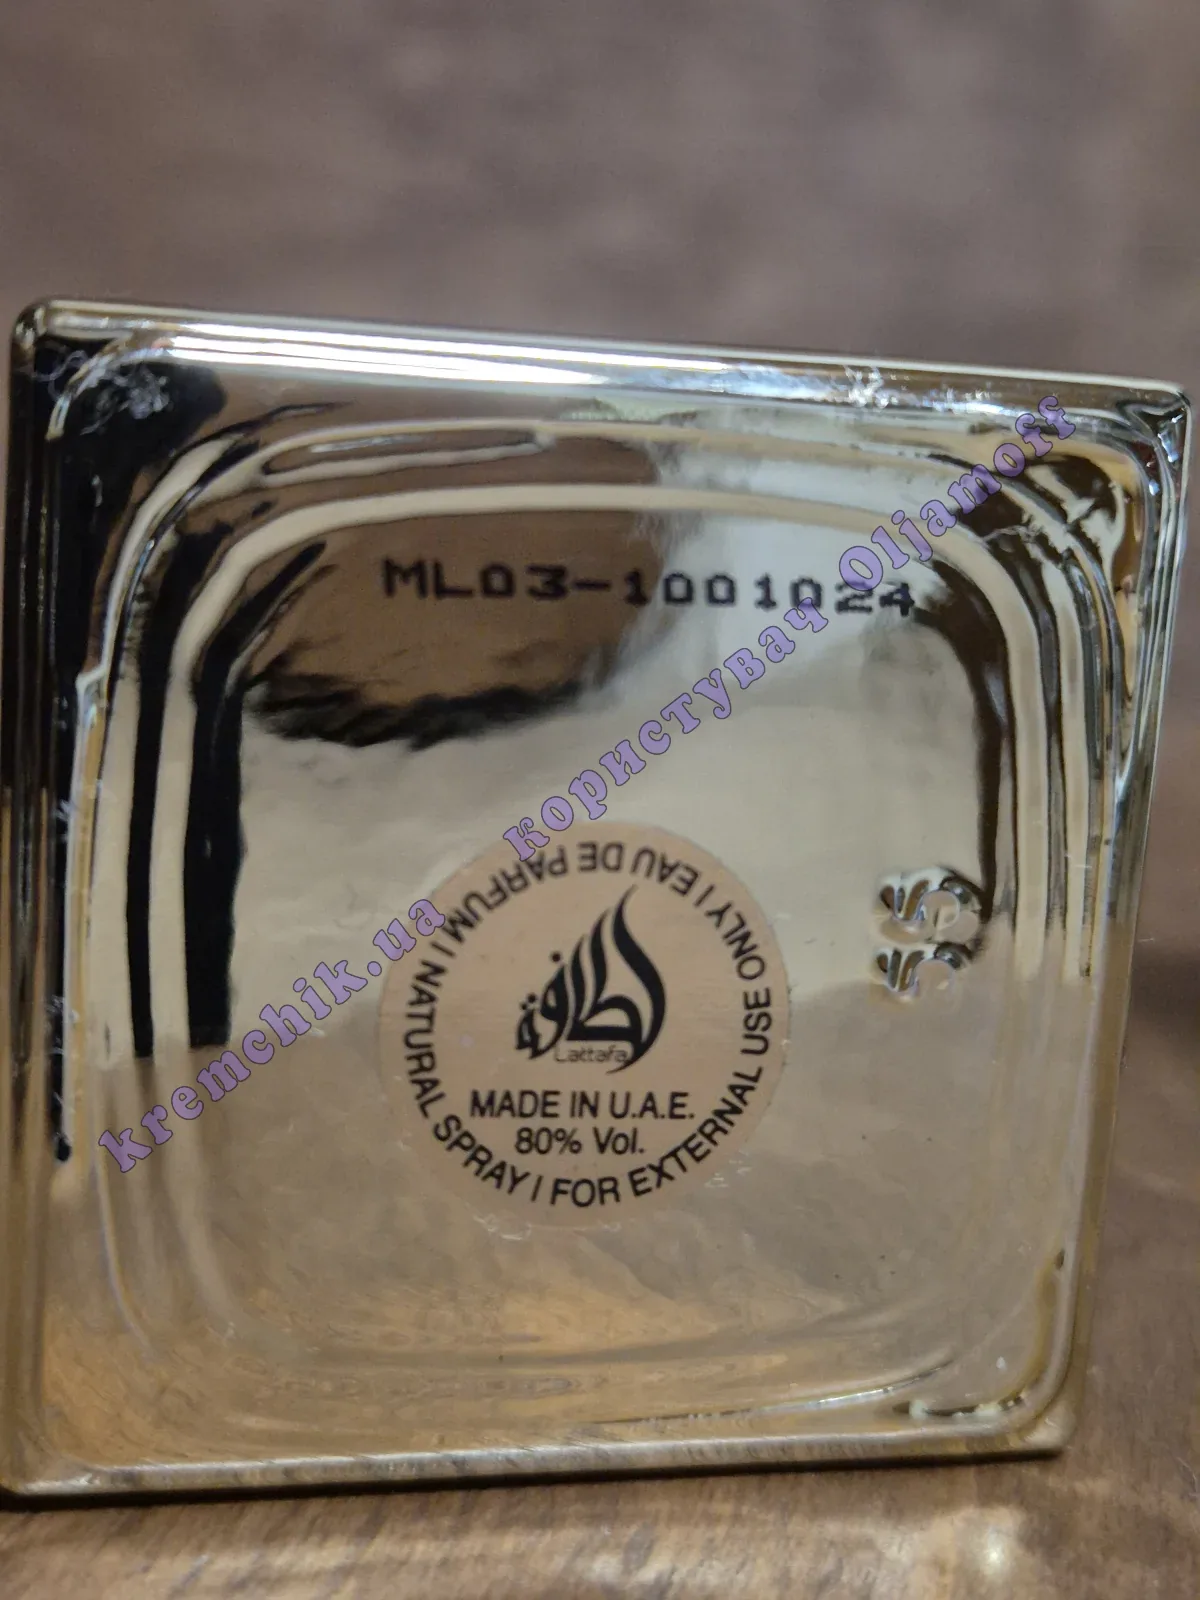 ML03-1001024
لطافة
Lattafa
MADE IN U.A.E.
80% Vol.
EAU DE PARFUM | NATURAL SPRAY | FOR EXTERNAL USE ONLY |
kremchik.ua користувач Oljamoff